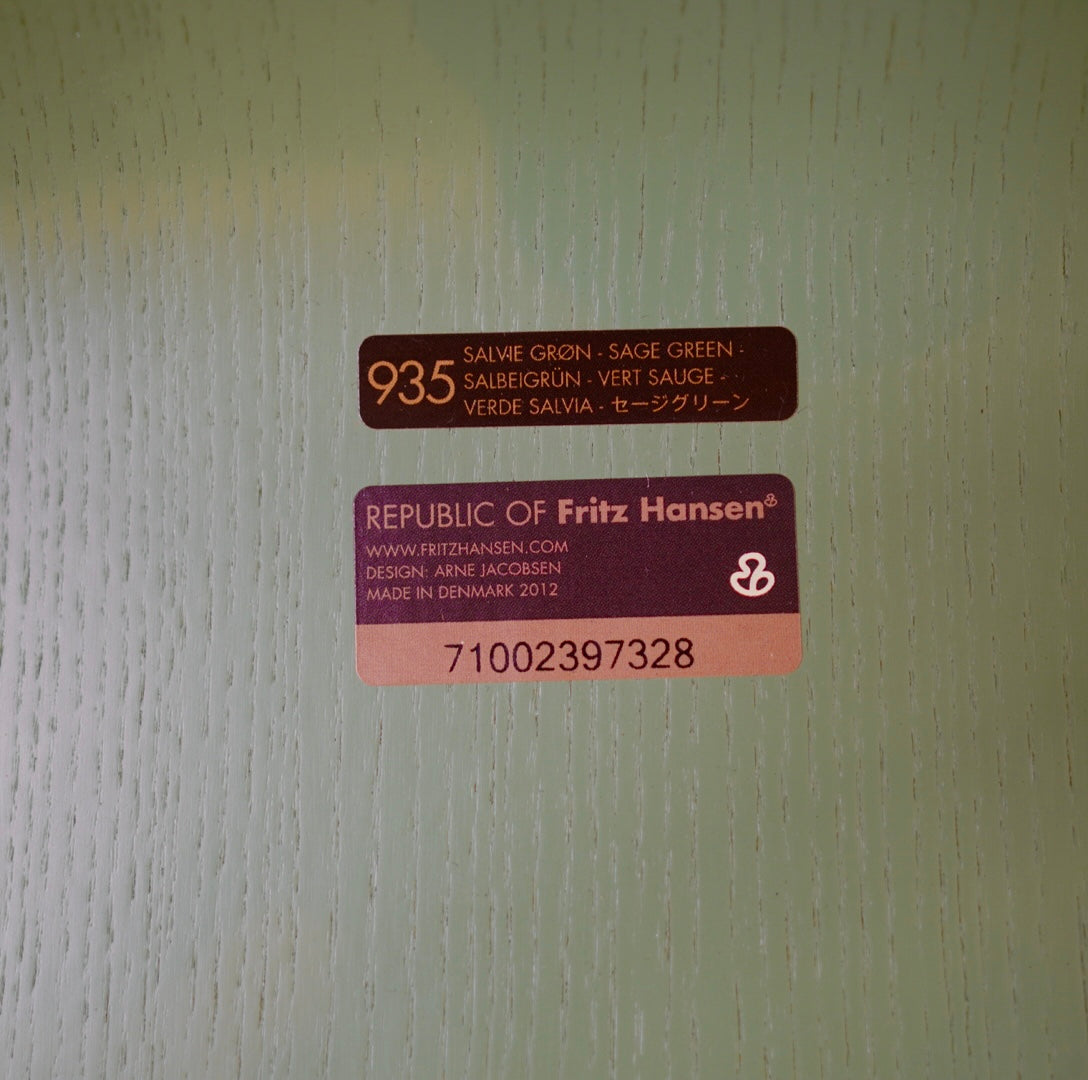 935
SALVIE GRØN - SAGE GREEN -
SALBEIGRÜN - VERT SAUGE -
VERDE SALVIA - セージグリーン
REPUBLIC OF Fritz Hansen
WWW.FRITZHANSEN.COM
DESIGN: ARNE JACOBSEN
MADE IN DENMARK 2012
71002397328